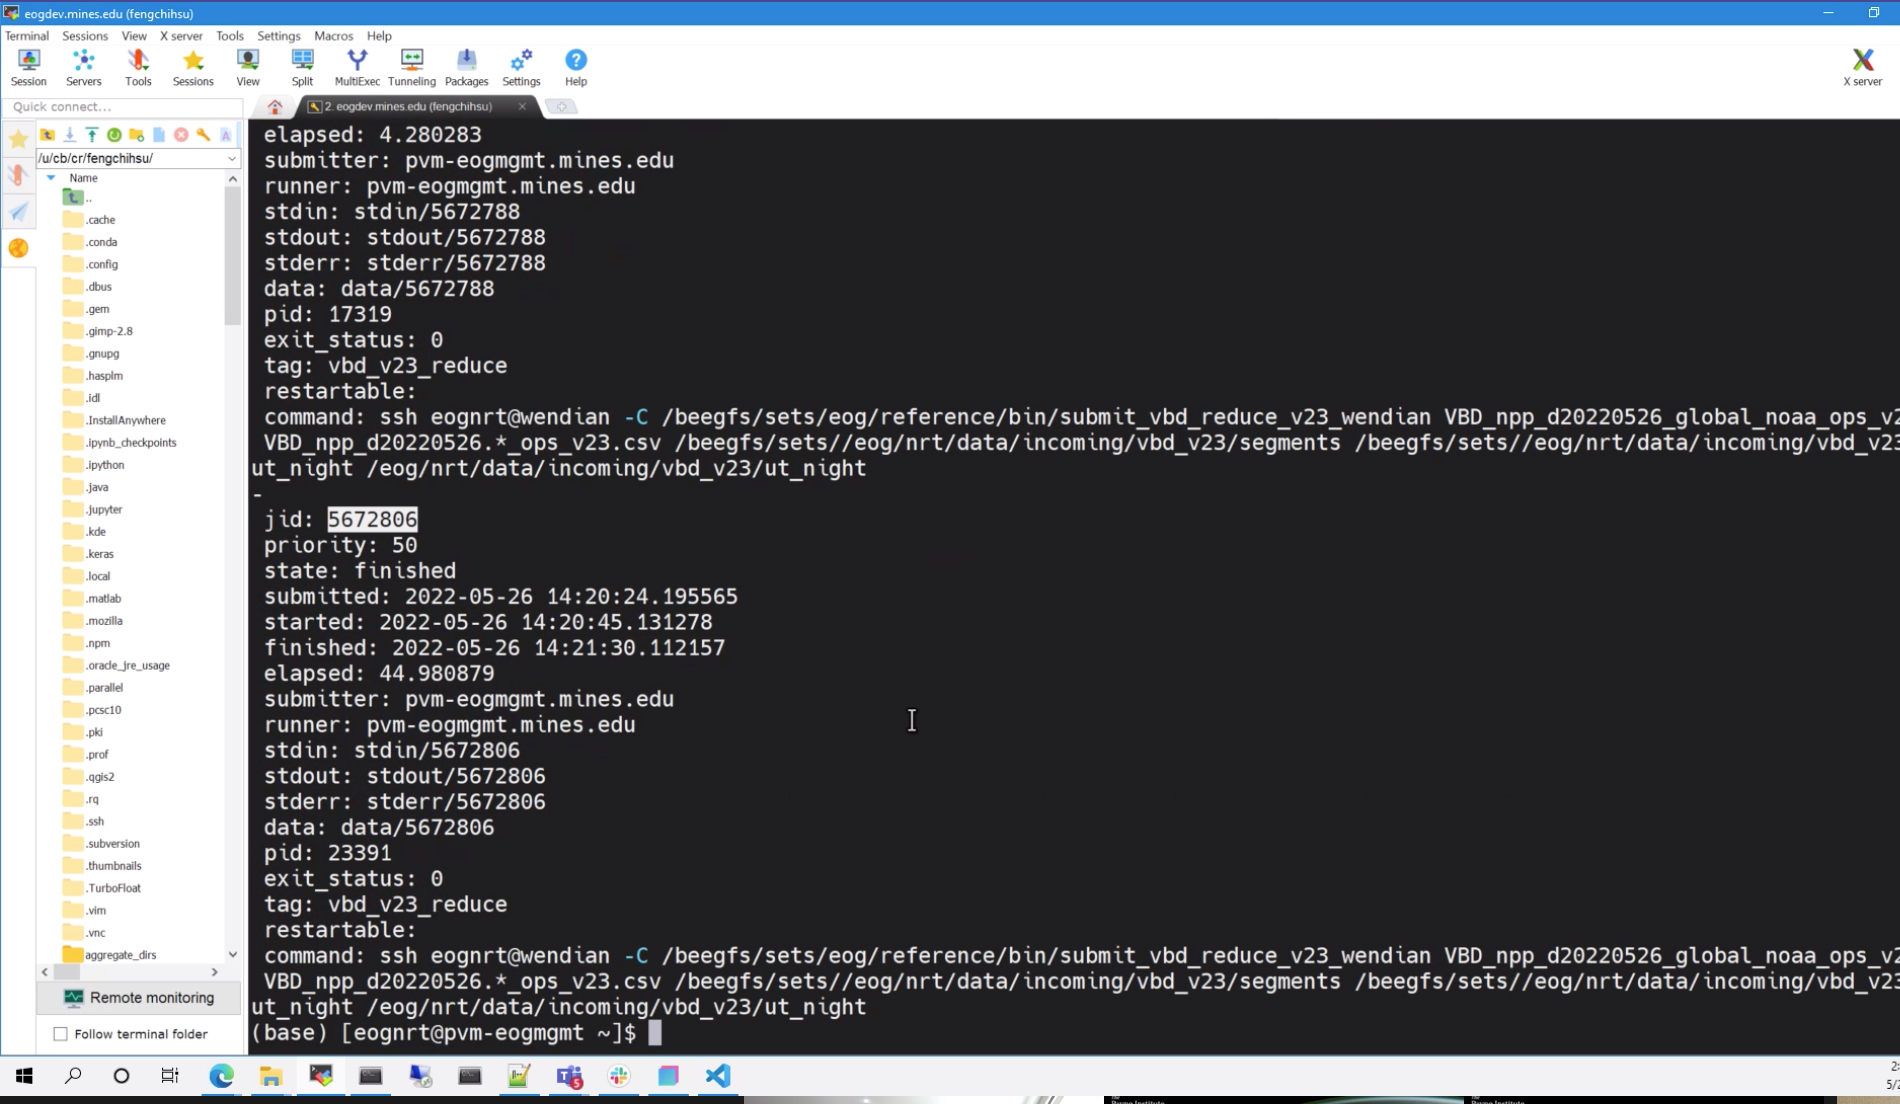 eogdev.mines.edu (fengchihsu)
Terminal Sessions View X server Tools Settings Macros Help
Session Servers Tools Sessions View Split MultiExec Tunneling Packages Settings Help X server
Quick connect...
2. eogdev.mines.edu (fengchihsu)
/u/cb/cr/fengchihsu/
Name
..
.cache
.conda
.config
.dbus
.gem
.gimp-2.8
.gnupg
.hasplm
.idl
.InstallAnywhere
.ipynb_checkpoints
.ipython
.java
.jupyter
.kde
.keras
.local
.matlab
.mozilla
.npm
.oracle_jre_usage
.parallel
.pcsc10
.pki
.prof
.qgis2
.rq
.ssh
.subversion
.thumbnails
.TurboFloat
.vim
.vnc
aggregate_dirs
Remote monitoring
Follow terminal folder
elapsed: 4.280283
submitter: pvm-eogmgmt.mines.edu
runner: pvm-eogmgmt.mines.edu
stdin: stdin/5672788
stdout: stdout/5672788
stderr: stderr/5672788
data: data/5672788
pid: 17319
exit_status: 0
tag: vbd_v23_reduce
restartable:
command: ssh eognrt@wendian -C /beegfs/sets/eog/reference/bin/submit_vbd_reduce_v23_wendian VBD_npp_d20220526_global_noaa_ops_v2
VBD_npp_d20220526.*_ops_v23.csv /beegfs/sets//eog/nrt/data/incoming/vbd_v23/segments /beegfs/sets//eog/nrt/data/incoming/vbd_v23
ut_night /eog/nrt/data/incoming/vbd_v23/ut_night
-
jid: 5672806
priority: 50
state: finished
submitted: 2022-05-26 14:20:24.195565
started: 2022-05-26 14:20:45.131278
finished: 2022-05-26 14:21:30.112157
elapsed: 44.980879
submitter: pvm-eogmgmt.mines.edu
runner: pvm-eogmgmt.mines.edu
stdin: stdin/5672806
stdout: stdout/5672806
stderr: stderr/5672806
data: data/5672806
pid: 23391
exit_status: 0
tag: vbd_v23_reduce
restartable:
command: ssh eognrt@wendian -C /beegfs/sets/eog/reference/bin/submit_vbd_reduce_v23_wendian VBD_npp_d20220526_global_noaa_ops_v2
VBD_npp_d20220526.*_ops_v23.csv /beegfs/sets//eog/nrt/data/incoming/vbd_v23/segments /beegfs/sets//eog/nrt/data/incoming/vbd_v23
ut_night /eog/nrt/data/incoming/vbd_v23/ut_night
(base) [eognrt@pvm-eogmgmt ~]$
5
2:
5/2